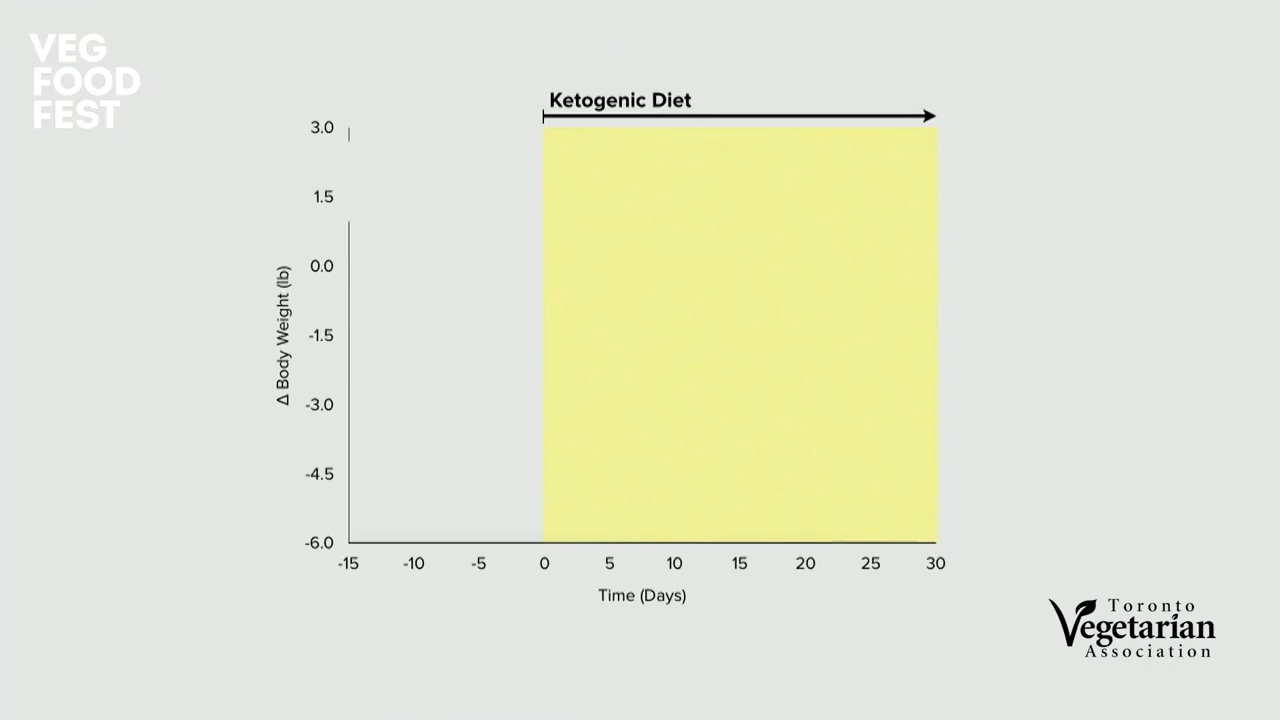 VEG
FOOD
FEST
Ketogenic Diet
3.0
1.5
0.0
-1.5
-3.0
-4.5
-6.0
Δ Body Weight (lb)
-15 -10 -5 0 5 10 15 20 25 30
Time (Days)
Toronto
Vegetarian
Association